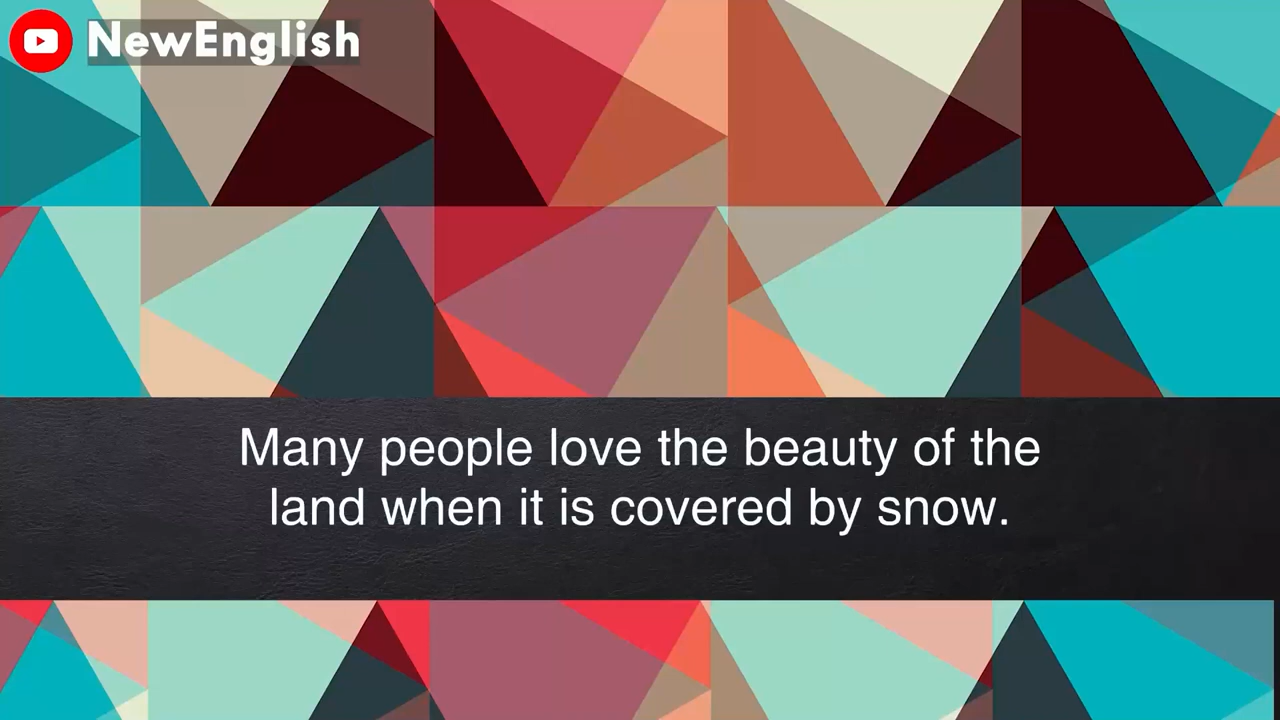 NewEnglish
Many people love the beauty of the
land when it is covered by snow.